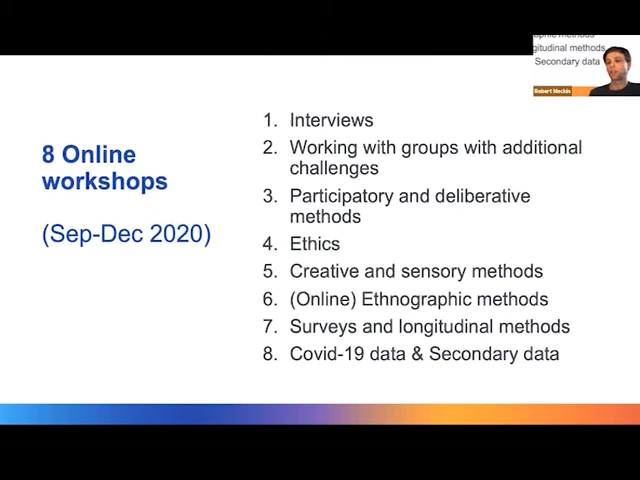 aphic methods
gitudinal methods
Secondary data
Robert Meckin
8 Online
workshops
(Sep-Dec 2020)
1. Interviews
2. Working with groups with additional
challenges
3. Participatory and deliberative
methods
4. Ethics
5. Creative and sensory methods
6. (Online) Ethnographic methods
7. Surveys and longitudinal methods
8. Covid-19 data & Secondary data